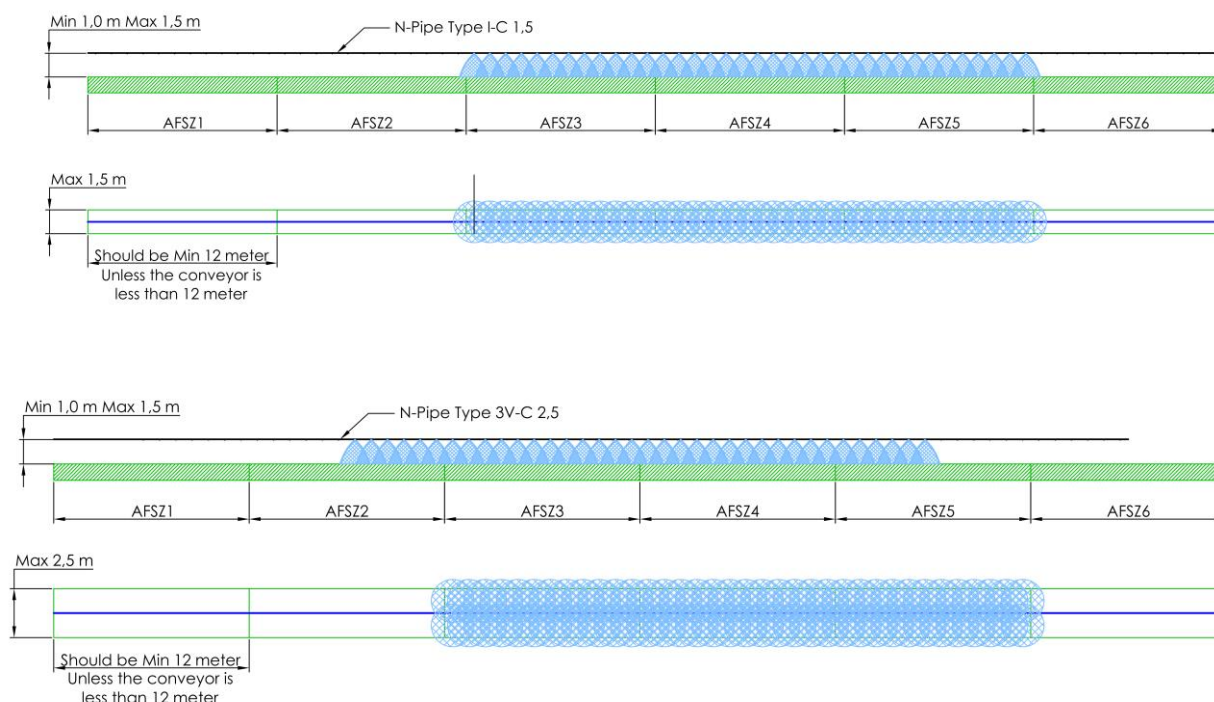 Min 1,0 m Max 1,5 m
N-Pipe Type I-C 1,5
AFSZ1
AFSZ2
AFSZ3
AFSZ4
AFSZ5
AFSZ6
Max 1,5 m
Should be Min 12 meter
Unless the conveyor is
less than 12 meter
Min 1,0 m Max 1,5 m
N-Pipe Type 3V-C 2,5
AFSZ1
AFSZ2
AFSZ3
AFSZ4
AFSZ5
AFSZ6
Max 2,5 m
Should be Min 12 meter
Unless the conveyor is
less than 12 meter